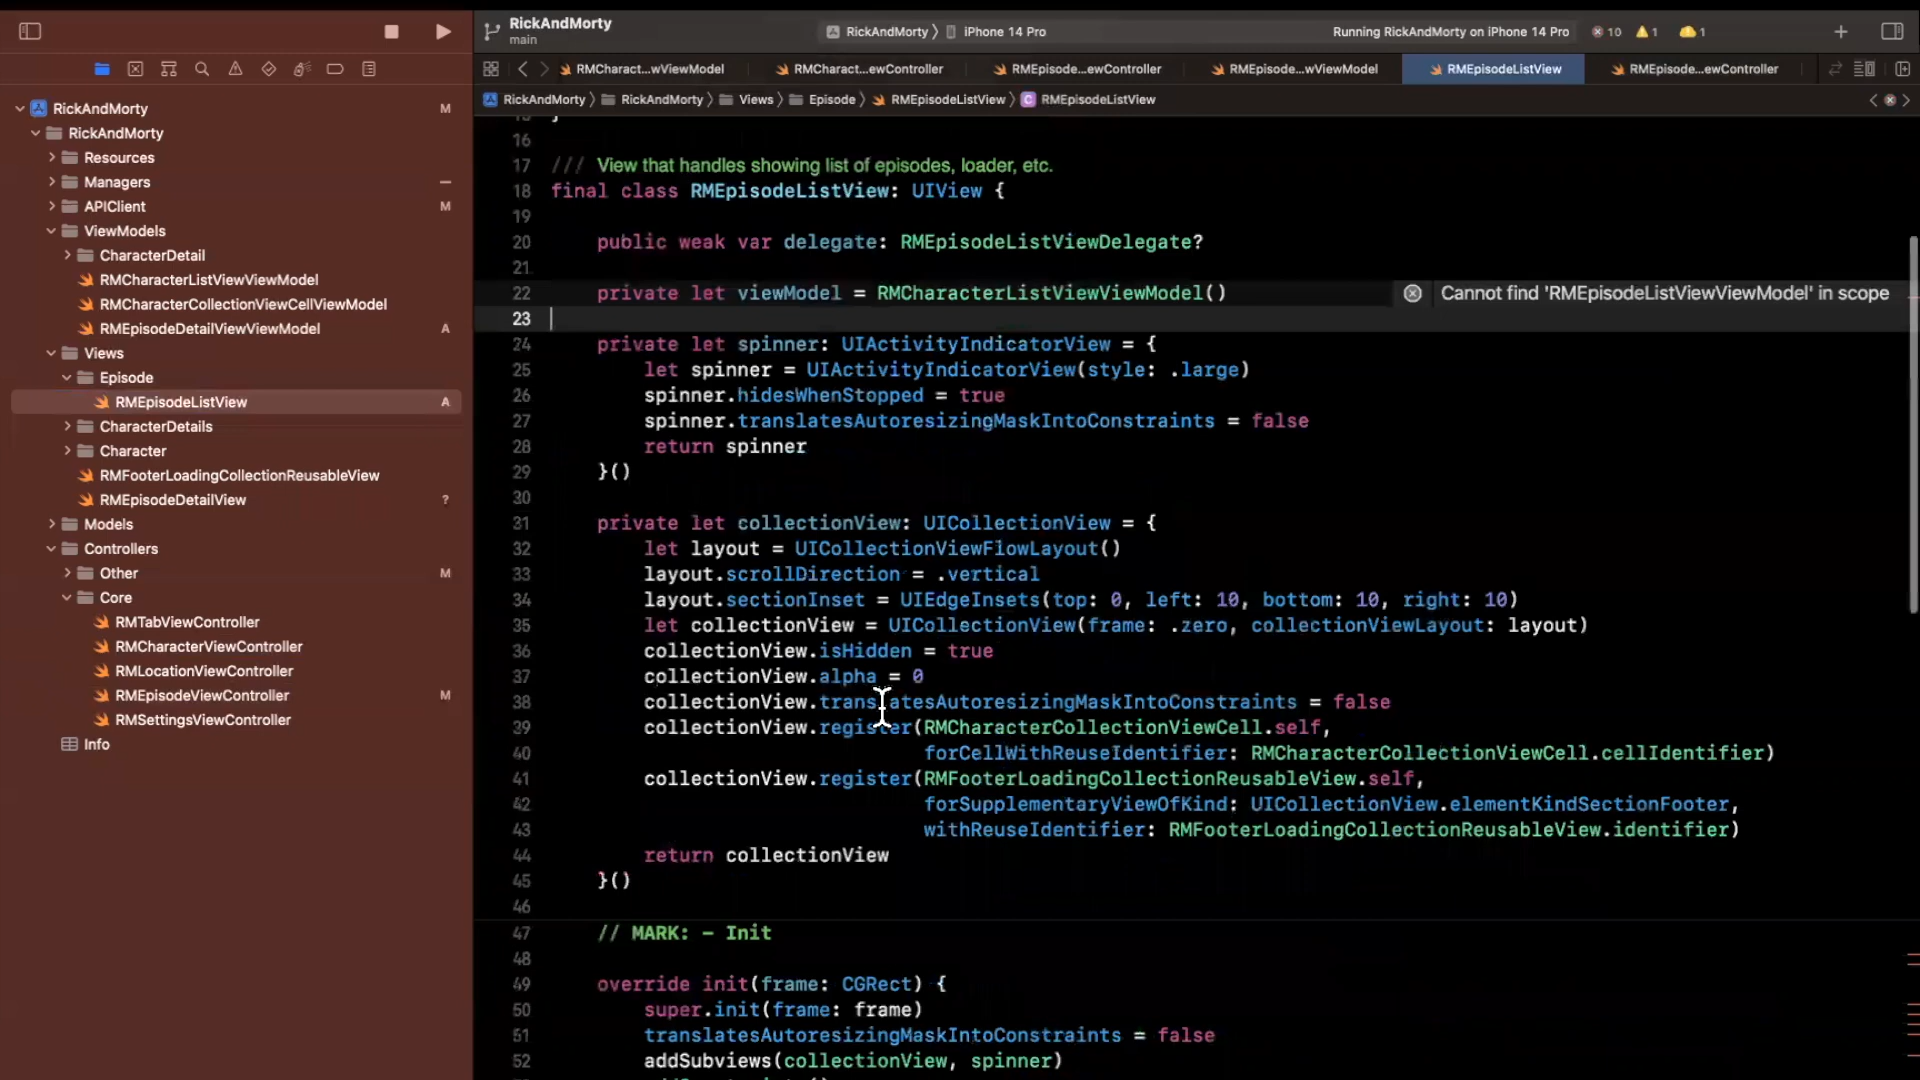 RickAndMorty
main
RickAndMorty
iPhone 14 Pro
Running RickAndMorty on iPhone 14 Pro
10
1
1
RMCharact...wViewModel
RMCharact...ewController
RMEpisode...ewController
RMEpisode...wViewModel
RMEpisodeListView
RMEpisode...ewController
RickAndMorty
RickAndMorty
Views
Episode
RMEpisodeListView
C
RMEpisodeListView
RickAndMorty M
RickAndMorty
Resources
Managers
APIClient M
ViewModels
CharacterDetail
RMCharacterListViewViewModel
RMCharacterCollectionViewCellViewModel
RMEpisodeDetailViewViewModel A
Views
Episode
RMEpisodeListView A
CharacterDetails
Character
RMFooterLoadingCollectionReusableView
RMEpisodeDetailView ?
Models
Controllers
Other M
Core
RMTabViewController
RMCharacterViewController
RMLocationViewController
RMEpisodeViewController M
RMSettingsViewController
Info
15 }
16
17 /// View that handles showing list of episodes, loader, etc.
18 final class RMEpisodeListView: UIView {
19
20 public weak var delegate: RMEpisodeListViewDelegate?
21
22 private let viewModel = RMCharacterListViewViewModel() Cannot find 'RMEpisodeListViewViewModel' in scope
23
24 private let spinner: UIActivityIndicatorView = {
25 let spinner = UIActivityIndicatorView(style: .large)
26 spinner.hidesWhenStopped = true
27 spinner.translatesAutoresizingMaskIntoConstraints = false
28 return spinner
29 }()
30
31 private let collectionView: UICollectionView = {
32 let layout = UICollectionViewFlowLayout()
33 layout.scrollDirection = .vertical
34 layout.sectionInset = UIEdgeInsets(top: 0, left: 10, bottom: 10, right: 10)
35 let collectionView = UICollectionView(frame: .zero, collectionViewLayout: layout)
36 collectionView.isHidden = true
37 collectionView.alpha = 0
38 collectionView.translatesAutoresizingMaskIntoConstraints = false
39 collectionView.register(RMCharacterCollectionViewCell.self,
40 forCellWithReuseIdentifier: RMCharacterCollectionViewCell.cellIdentifier)
41 collectionView.register(RMFooterLoadingCollectionReusableView.self,
42 forSupplementaryViewOfKind: UICollectionView.elementKindSectionFooter,
43 withReuseIdentifier: RMFooterLoadingCollectionReusableView.identifier)
44 return collectionView
45 }()
46
47 // MARK: - Init
48
49 override init(frame: CGRect) {
50 super.init(frame: frame)
51 translatesAutoresizingMaskIntoConstraints = false
52 addSubviews(collectionView, spinner)